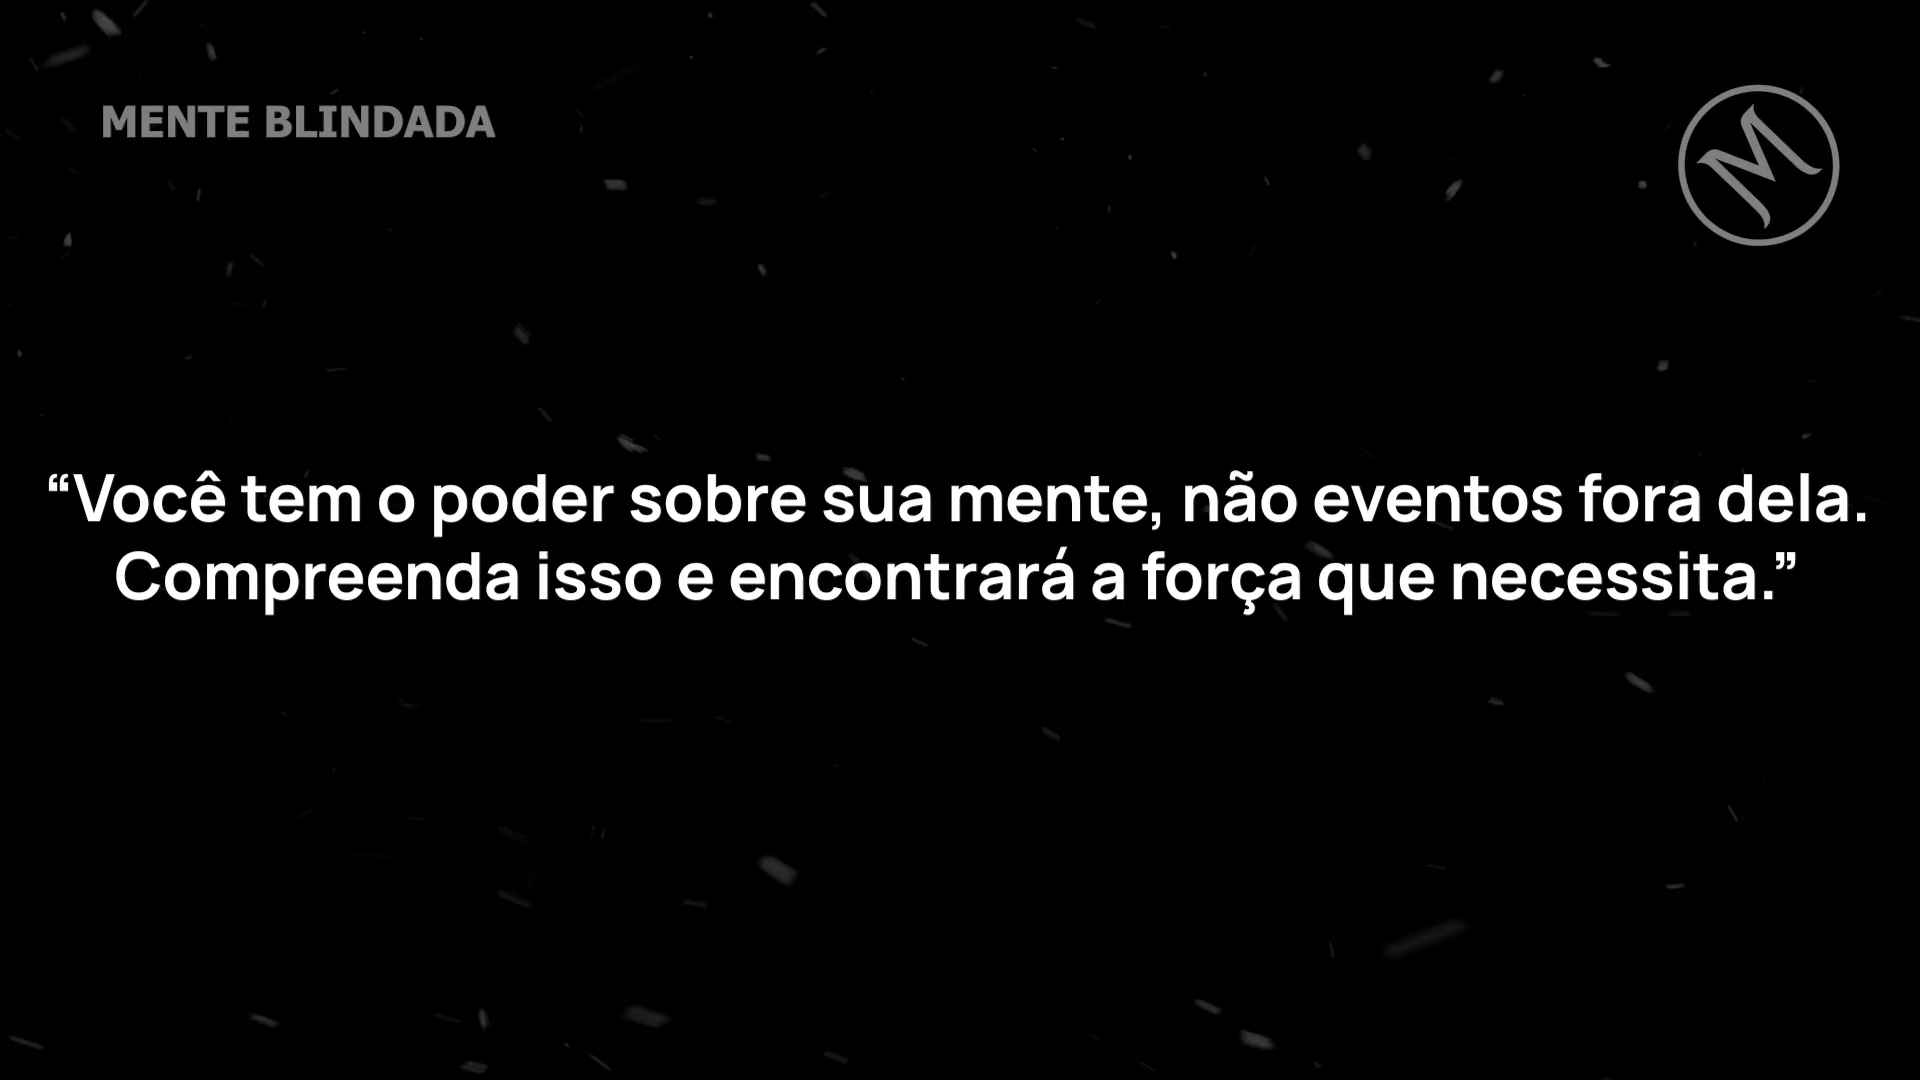 MENTE BLINDADA
M
“Você tem o poder sobre sua mente, não eventos fora dela.
Compreenda isso e encontrará a força que necessita.”